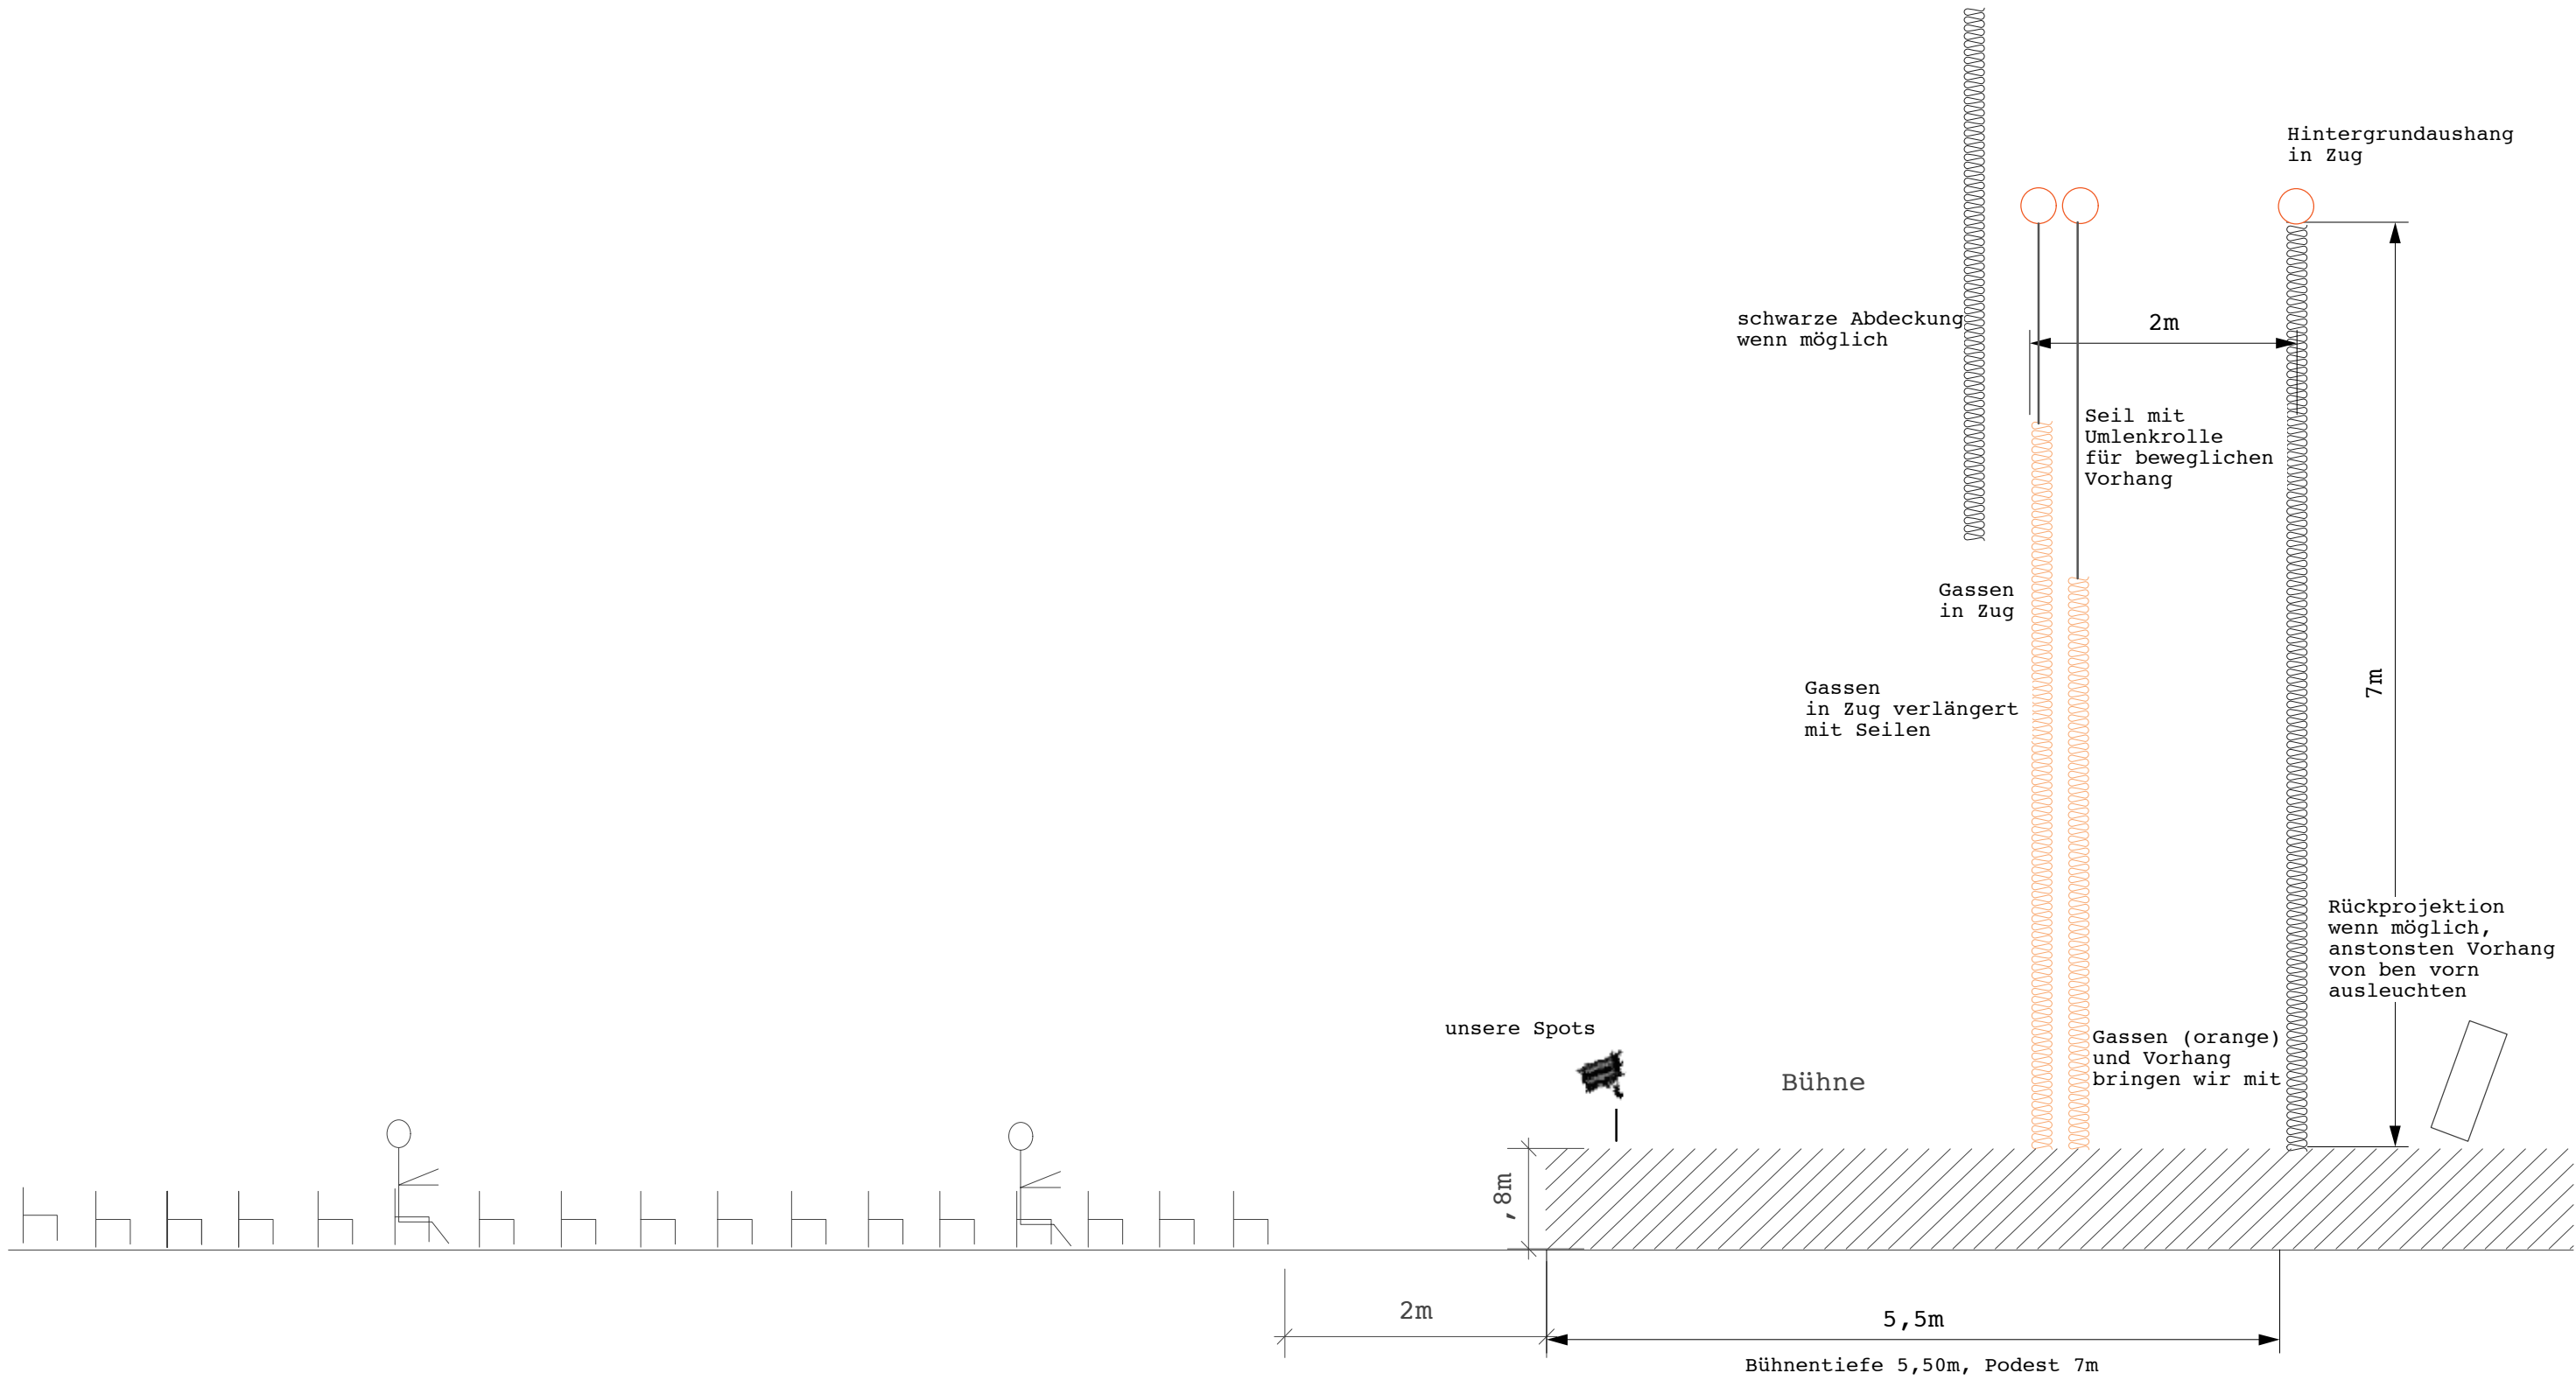 Hintergrundaushang
in Zug
schwarze Abdeckung
wenn möglich
2m
Seil mit
Umlenkrolle
für beweglichen
Vorhang
Gassen
in Zug
Gassen
in Zug verlängert
mit Seilen
7m
Rückprojektion
wenn möglich,
anstonsten Vorhang
von ben vorn
ausleuchten
unsere Spots
Gassen (orange)
und Vorhang
bringen wir mit
Bühne
,8m
2m
5,5m
Bühnentiefe 5,50m, Podest 7m